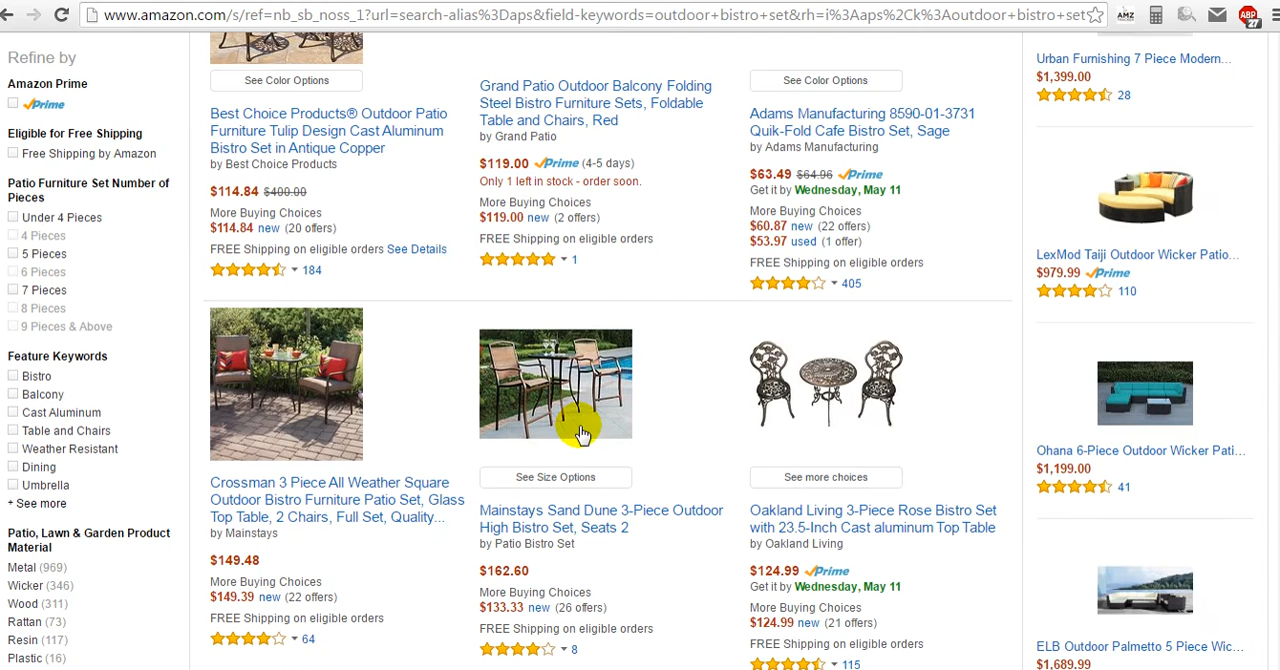 www.amazon.com/s/ref=nb_sb_noss_1?url=search-alias%3Daps&field-keywords=outdoor+bistro+set&rh=i%3Aaps%2Ck%3Aoutdoor+bistro+set
AMZ
ABP
27
Refine by
Amazon Prime
Prime
Eligible for Free Shipping
Free Shipping by Amazon
Patio Furniture Set Number of
Pieces
Under 4 Pieces
4 Pieces
5 Pieces
6 Pieces
7 Pieces
8 Pieces
9 Pieces & Above
Feature Keywords
Bistro
Balcony
Cast Aluminum
Table and Chairs
Weather Resistant
Dining
Umbrella
+ See more
Patio, Lawn & Garden Product
Material
Metal (969)
Wicker (346)
Wood (311)
Rattan (73)
Resin (117)
Plastic (16)
See Color Options
Best Choice Products® Outdoor Patio
Furniture Tulip Design Cast Aluminum
Bistro Set in Antique Copper
by Best Choice Products
$114.84 $400.00
More Buying Choices
$114.84 new (20 offers)
FREE Shipping on eligible orders See Details
184
Grand Patio Outdoor Balcony Folding
Steel Bistro Furniture Sets, Foldable
Table and Chairs, Red
by Grand Patio
$119.00 Prime (4-5 days)
Only 1 left in stock - order soon.
More Buying Choices
$119.00 new (2 offers)
FREE Shipping on eligible orders
1
See Color Options
Adams Manufacturing 8590-01-3731
Quik-Fold Cafe Bistro Set, Sage
by Adams Manufacturing
$63.49 $64.96 Prime
Get it by Wednesday, May 11
More Buying Choices
$60.87 new (22 offers)
$53.97 used (1 offer)
FREE Shipping on eligible orders
405
Crossman 3 Piece All Weather Square
Outdoor Bistro Furniture Patio Set, Glass
Top Table, 2 Chairs, Full Set, Quality...
by Mainstays
$149.48
More Buying Choices
$149.39 new (22 offers)
FREE Shipping on eligible orders
64
See Size Options
Mainstays Sand Dune 3-Piece Outdoor
High Bistro Set, Seats 2
by Patio Bistro Set
$162.60
More Buying Choices
$133.33 new (26 offers)
FREE Shipping on eligible orders
8
See more choices
Oakland Living 3-Piece Rose Bistro Set
with 23.5-Inch Cast aluminum Top Table
by Oakland Living
$124.99 Prime
Get it by Wednesday, May 11
More Buying Choices
$124.99 new (21 offers)
FREE Shipping on eligible orders
115
Urban Furnishing 7 Piece Modern...
$1,399.00
28
LexMod Taiji Outdoor Wicker Patio...
$979.99 Prime
110
Ohana 6-Piece Outdoor Wicker Pati...
$1,199.00
41
ELB Outdoor Palmetto 5 Piece Wic...
$1,689.99